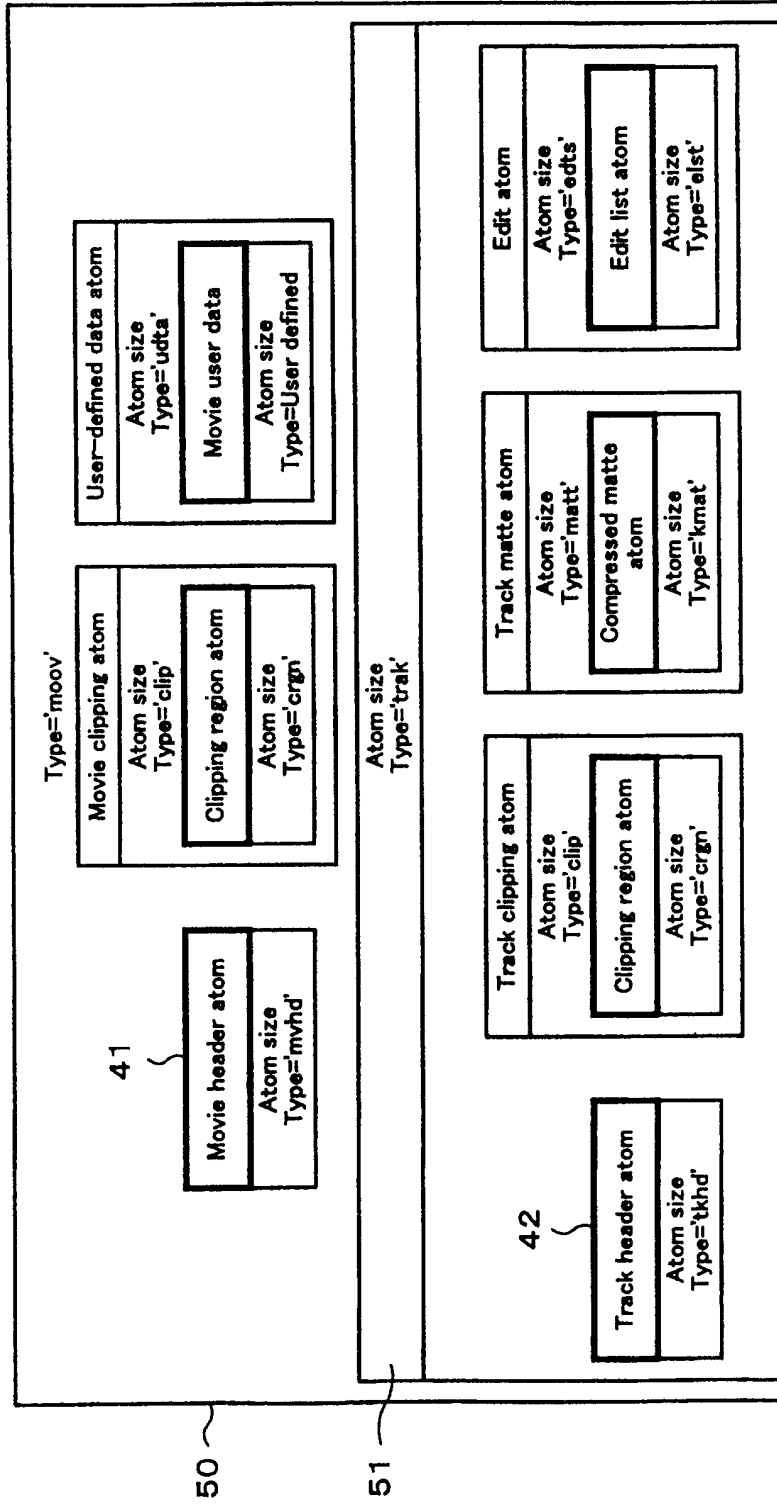 Type='moov'
41
Movie header atom
Atom size
Type='mvhd'
Movie clipping atom
Atom size
Type='clip'
Clipping region atom
Atom size
Type='crgn'
User-defined data atom
Atom size
Type='udta'
Movie user data
Atom size
Type=User defined
50
51
Atom size
Type='trak'
42
Track header atom
Atom size
Type='tkhd'
Track clipping atom
Atom size
Type='clip'
Clipping region atom
Atom size
Type='crgn'
Track matte atom
Atom size
Type='matt'
Compressed matte
atom
Atom size
Type='kmat'
Edit atom
Atom size
Type='edts'
Edit list atom
Atom size
Type='elst'